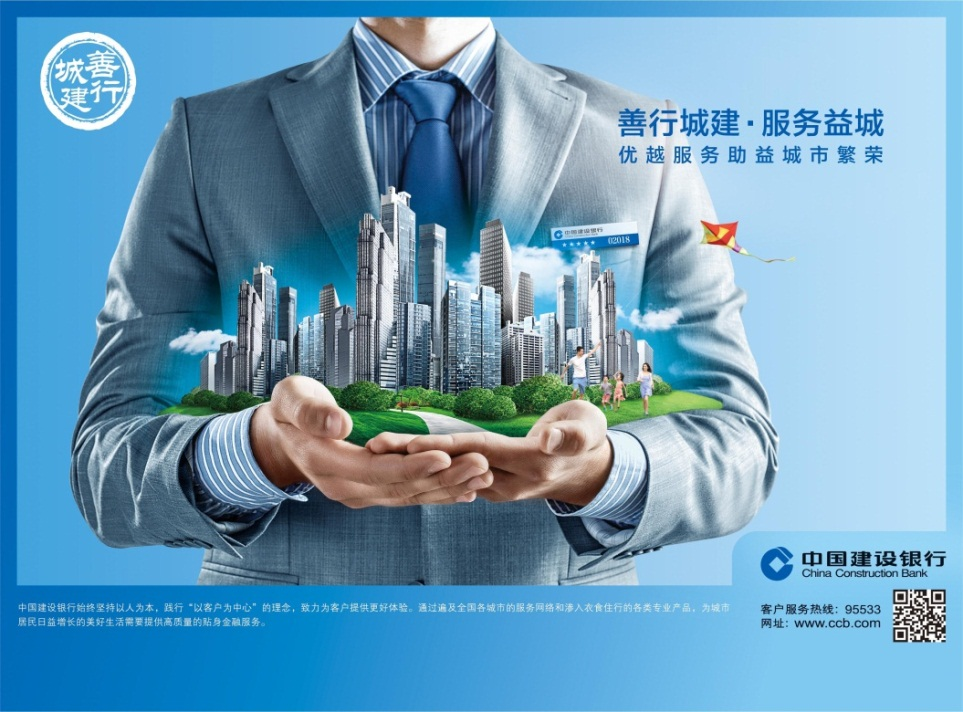 善行
城建
善行城建·服务益城
优越服务助益城市繁荣
中国建设银行
★★★★★ 02018
中国建设银行
China Construction Bank
中国建设银行始终坚持以人为本，践行“以客户为中心”的理念，致力为客户提供更好体验。通过遍及全国各城市的服务网络和渗入衣食住行的各类专业产品，为城市
居民日益增长的美好生活需要提供高质量的贴身金融服务。
客户服务热线：95533
网址：www.ccb.com